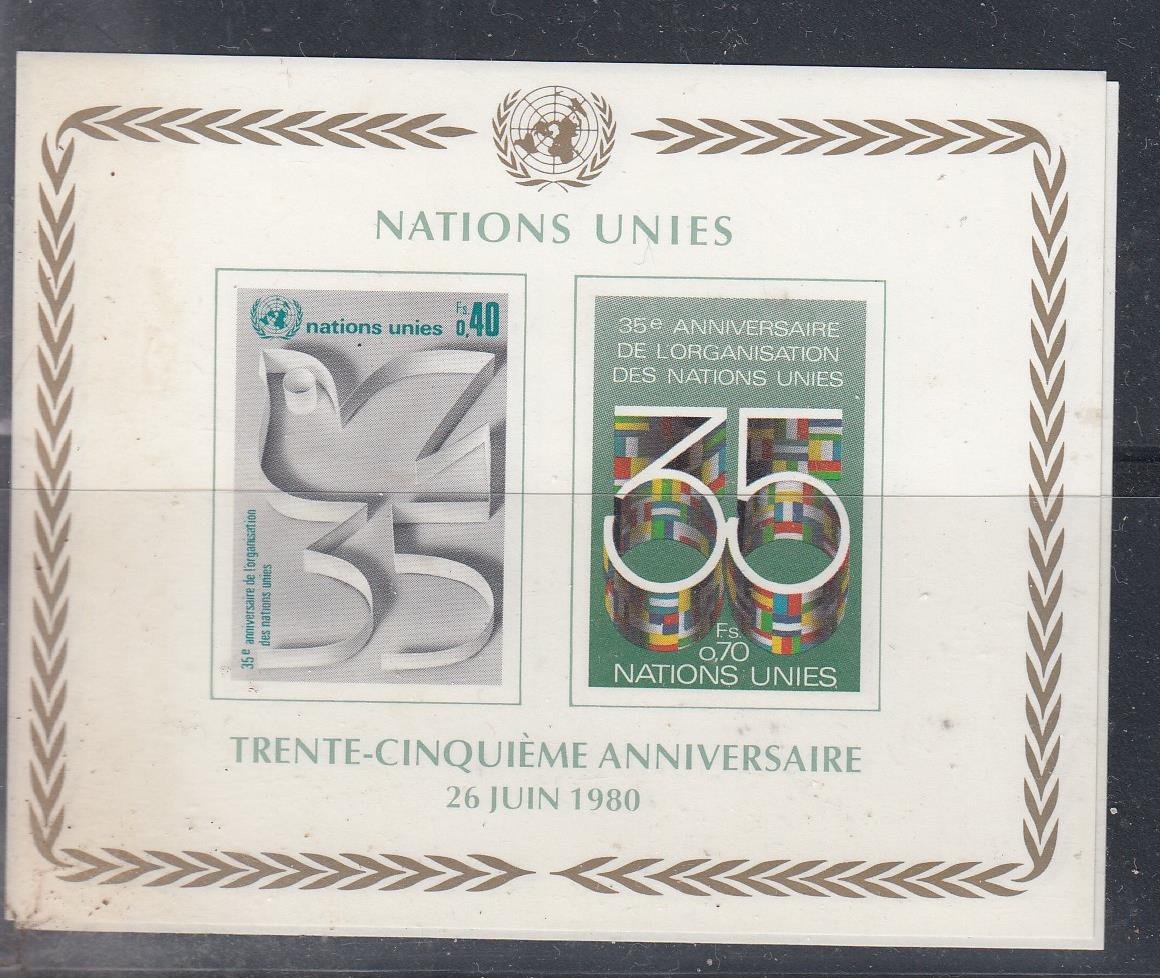 NATIONS UNIES
nations unies
Fs.
0,40
35e anniversaire de l'organisation
des nations unies
35e ANNIVERSAIRE
DE L'ORGANISATION
DES NATIONS UNIES
35
Fs.
0,70
NATIONS UNIES
TRENTE-CINQUIÈME ANNIVERSAIRE
26 JUIN 1980